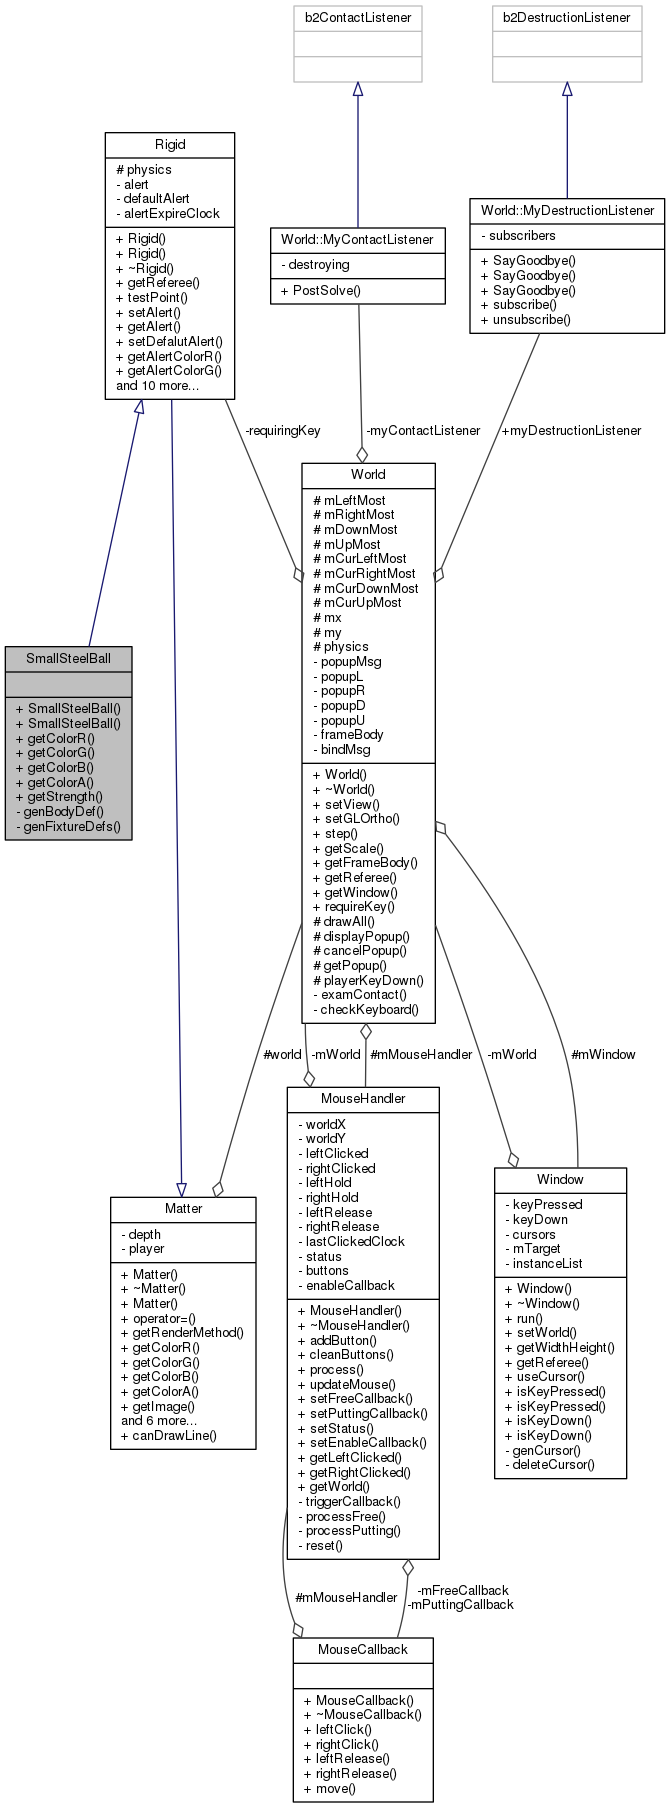 b2ContactListener
b2DestructionListener
Rigid
# physics
- alert
- defaultAlert
- alertExpireClock
+ Rigid()
+ Rigid()
+ ~Rigid()
+ getReferee()
+ testPoint()
+ setAlert()
+ getAlert()
+ setDefalutAlert()
+ getAlertColorR()
+ getAlertColorG()
and 10 more...
World::MyContactListener
- destroying
+ PostSolve()
World::MyDestructionListener
- subscribers
+ SayGoodbye()
+ SayGoodbye()
+ SayGoodbye()
+ subscribe()
+ unsubscribe()
-requiringKey
-myContactListener
+myDestructionListener
World
# mLeftMost
# mRightMost
# mDownMost
# mUpMost
# mCurLeftMost
# mCurRightMost
# mCurDownMost
# mCurUpMost
# mx
# my
# physics
- popupMsg
- popupL
- popupR
- popupD
- popupU
- frameBody
- bindMsg
+ World()
+ ~World()
+ setView()
+ setGLOrtho()
+ step()
+ getScale()
+ getFrameBody()
+ getReferee()
+ getWindow()
+ requireKey()
# drawAll()
# displayPopup()
# cancelPopup()
# getPopup()
# playerKeyDown()
- examContact()
- checkKeyboard()
SmallSteelBall
+ SmallSteelBall()
+ SmallSteelBall()
+ getColorR()
+ getColorG()
+ getColorB()
+ getColorA()
+ getStrength()
- genBodyDef()
- genFixtureDefs()
#world
-mWorld
#mMouseHandler
-mWorld
#mWindow
MouseHandler
- worldX
- worldY
- leftClicked
- rightClicked
- leftHold
- rightHold
- leftRelease
- rightRelease
- lastClickedClock
- status
- buttons
- enableCallback
+ MouseHandler()
+ ~MouseHandler()
+ addButton()
+ cleanButtons()
+ process()
+ updateMouse()
+ setFreeCallback()
+ setPuttingCallback()
+ setStatus()
+ setEnableCallback()
+ getLeftClicked()
+ getRightClicked()
+ getWorld()
- triggerCallback()
- processFree()
- processPutting()
- reset()
Window
- keyPressed
- keyDown
- cursors
- mTarget
- instanceList
+ Window()
+ ~Window()
+ run()
+ setWorld()
+ getWidthHeight()
+ getReferee()
+ useCursor()
+ isKeyPressed()
+ isKeyPressed()
+ isKeyDown()
+ isKeyDown()
- genCursor()
- deleteCursor()
Matter
- depth
- player
+ Matter()
+ ~Matter()
+ Matter()
+ operator=()
+ getRenderMethod()
+ getColorR()
+ getColorG()
+ getColorB()
+ getColorA()
+ getImage()
and 6 more...
+ canDrawLine()
#mMouseHandler
-mFreeCallback
-mPuttingCallback
MouseCallback
+ MouseCallback()
+ ~MouseCallback()
+ leftClick()
+ rightClick()
+ leftRelease()
+ rightRelease()
+ move()